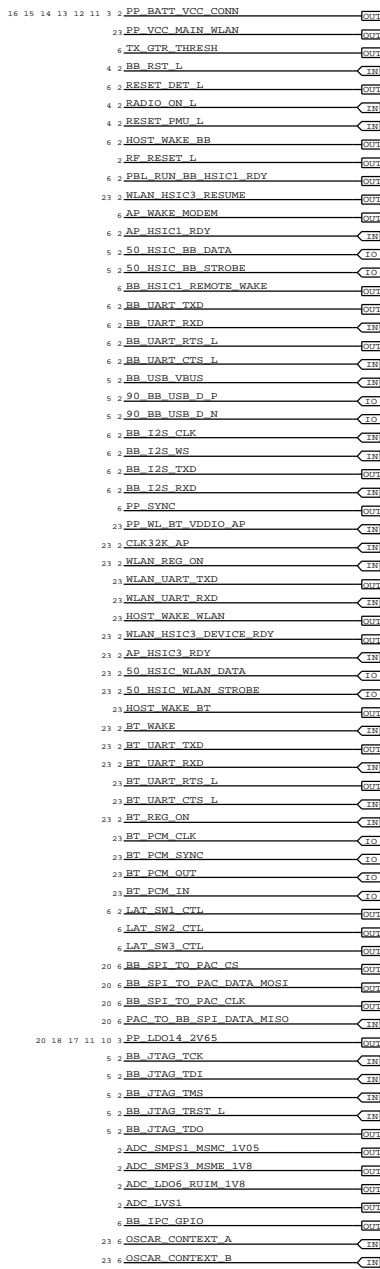 16 15 14 13 12 11 3 2 PP_BATT_VCC_CONN OUT
23 PP_VCC_MAIN_WLAN OUT
6 TX_GTR_THRESH OUT
4 2 BB_RST_L IN
6 2 RESET_DET_L OUT
4 2 RADIO_ON_L IN
4 2 RESET_PMU_L IN
6 2 HOST_WAKE_BB OUT
2 RF_RESET_L OUT
6 2 PBL_RUN_BB_HSIC1_RDY OUT
23 2 WLAN_HSIC3_RESUME OUT
6 AP_WAKE_MODEM OUT
6 2 AP_HSIC1_RDY IN
5 2 50_HSIC_BB_DATA IO
5 2 50_HSIC_BB_STROBE IO
6 BB_HSIC1_REMOTE_WAKE OUT
6 2 BB_UART_TXD OUT
6 2 BB_UART_RXD IN
6 2 BB_UART_RTS_L OUT
6 2 BB_UART_CTS_L IN
5 2 BB_USB_VBUS IN
5 2 90_BB_USB_D_P IO
5 2 90_BB_USB_D_N IO
6 2 BB_I2S_CLK IN
6 2 BB_I2S_WS IN
6 2 BB_I2S_TXD OUT
6 2 BB_I2S_RXD IN
6 PP_SYNC OUT
23 PP_WL_BT_VDDIO_AP IN
23 2 CLK32K_AP IN
23 2 WLAN_REG_ON IN
23 WLAN_UART_TXD OUT
23 WLAN_UART_RXD IN
23 HOST_WAKE_WLAN OUT
23 2 WLAN_HSIC3_DEVICE_RDY OUT
23 2 AP_HSIC3_RDY IN
23 2 50_HSIC_WLAN_DATA IO
23 2 50_HSIC_WLAN_STROBE IO
23 HOST_WAKE_BT OUT
23 2 BT_WAKE IN
23 2 BT_UART_TXD OUT
23 2 BT_UART_RXD IN
23 BT_UART_RTS_L OUT
23 BT_UART_CTS_L IN
23 2 BT_REG_ON IN
23 BT_PCM_CLK IO
23 BT_PCM_SYNC IO
23 BT_PCM_OUT IO
23 BT_PCM_IN IO
6 2 LAT_SW1_CTL OUT
6 LAT_SW2_CTL OUT
6 LAT_SW3_CTL OUT
20 6 BB_SPI_TO_PAC_CS OUT
20 6 BB_SPI_TO_PAC_DATA_MOSI OUT
20 6 BB_SPI_TO_PAC_CLK OUT
20 6 PAC_TO_BB_SPI_DATA_MISO IN
20 18 17 11 10 3 PP_LDO14_2V65 OUT
5 2 BB_JTAG_TCK IN
5 2 BB_JTAG_TDI IN
5 2 BB_JTAG_TMS IN
5 2 BB_JTAG_TRST_L IN
5 2 BB_JTAG_TDO OUT
2 ADC_SMPS1_MSMC_1V05 OUT
2 ADC_SMPS3_MSME_1V8 OUT
2 ADC_LDO6_RUIM_1V8 OUT
2 ADC_LVS1 OUT
6 BB_IPC_GPIO OUT
23 6 OSCAR_CONTEXT_A IN
23 6 OSCAR_CONTEXT_B IN